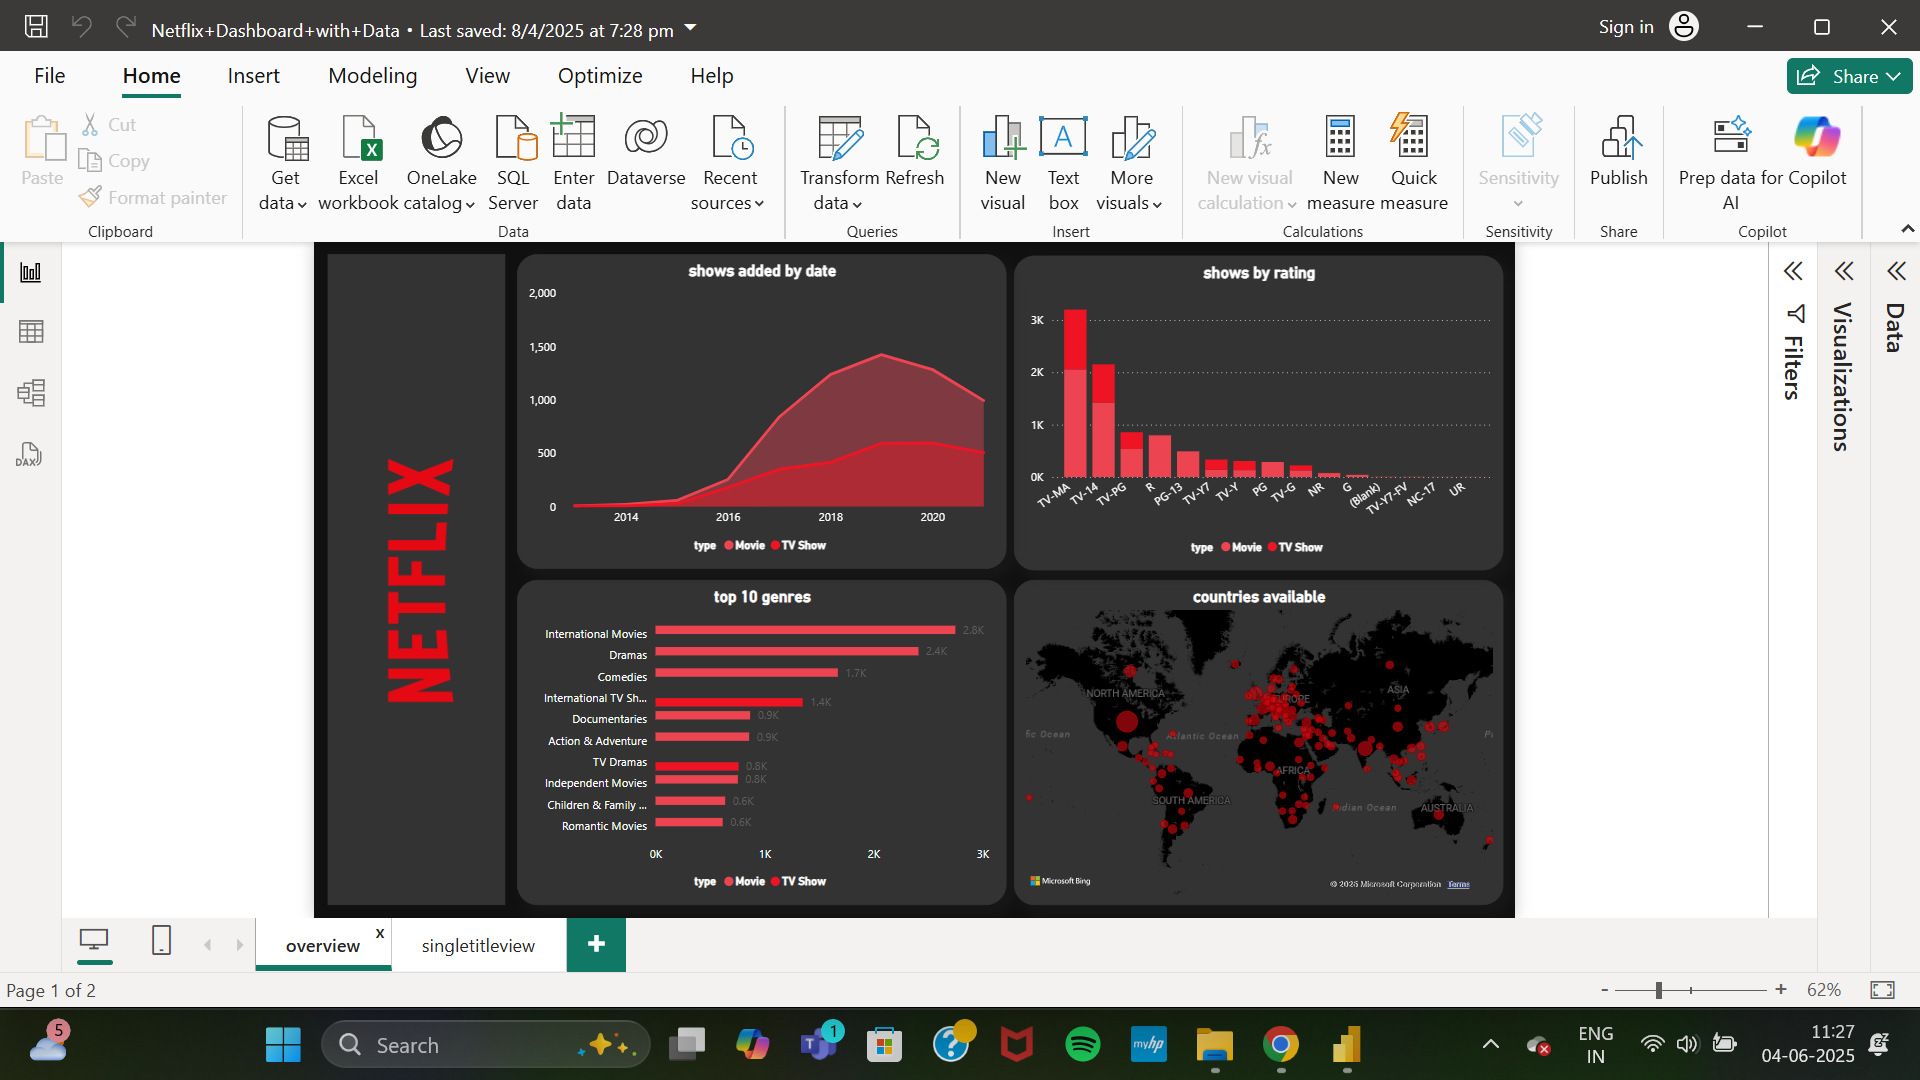 Netflix+Dashboard+with+Data • Last saved: 8/4/2025 at 7:28 pm
Sign in
File Home Insert Modeling View Optimize Help
Share
Paste
Cut
Copy
Format painter
Clipboard
Get data
Excel workbook
OneLake catalog
SQL Server
Enter data
Dataverse
Recent sources
Data
Transform data
Refresh
Queries
New visual
Text box
More visuals
Insert
New visual calculation
New measure
Quick measure
Calculations
Sensitivity
Sensitivity
Publish
Share
Prep data for AI
Copilot
Copilot
DAX
NETFLIX
shows added by date
2,000
1,500
1,000
500
0
2014 2016 2018 2020
type Movie TV Show
shows by rating
3K
2K
1K
0K
TV-MA TV-14 TV-PG R PG-13 TV-Y7 TV-Y PG TV-G NR G (Blank) TV-Y7-FV NC-17 UR
type Movie TV Show
top 10 genres
International Movies 2.8K
Dramas 2.4K
Comedies 1.7K
International TV Sh... 1.4K
Documentaries 0.9K
Action & Adventure 0.9K
TV Dramas 0.8K
Independent Movies 0.8K
Children & Family ... 0.6K
Romantic Movies 0.6K
0K 1K 2K 3K
type Movie TV Show
countries available
NORTH AMERICA
EUROPE
ASIA
fic Ocean
Atlantic Ocean
AFRICA
SOUTH AMERICA
Indian Ocean
AUSTRALIA
Microsoft Bing
© 2025 Microsoft Corporation Terms
Filters
Visualizations
Data
overview x
singletitleview
+
Page 1 of 2
- + 62%
5
Search
1
my hp
ENG
IN
11:27
04-06-2025